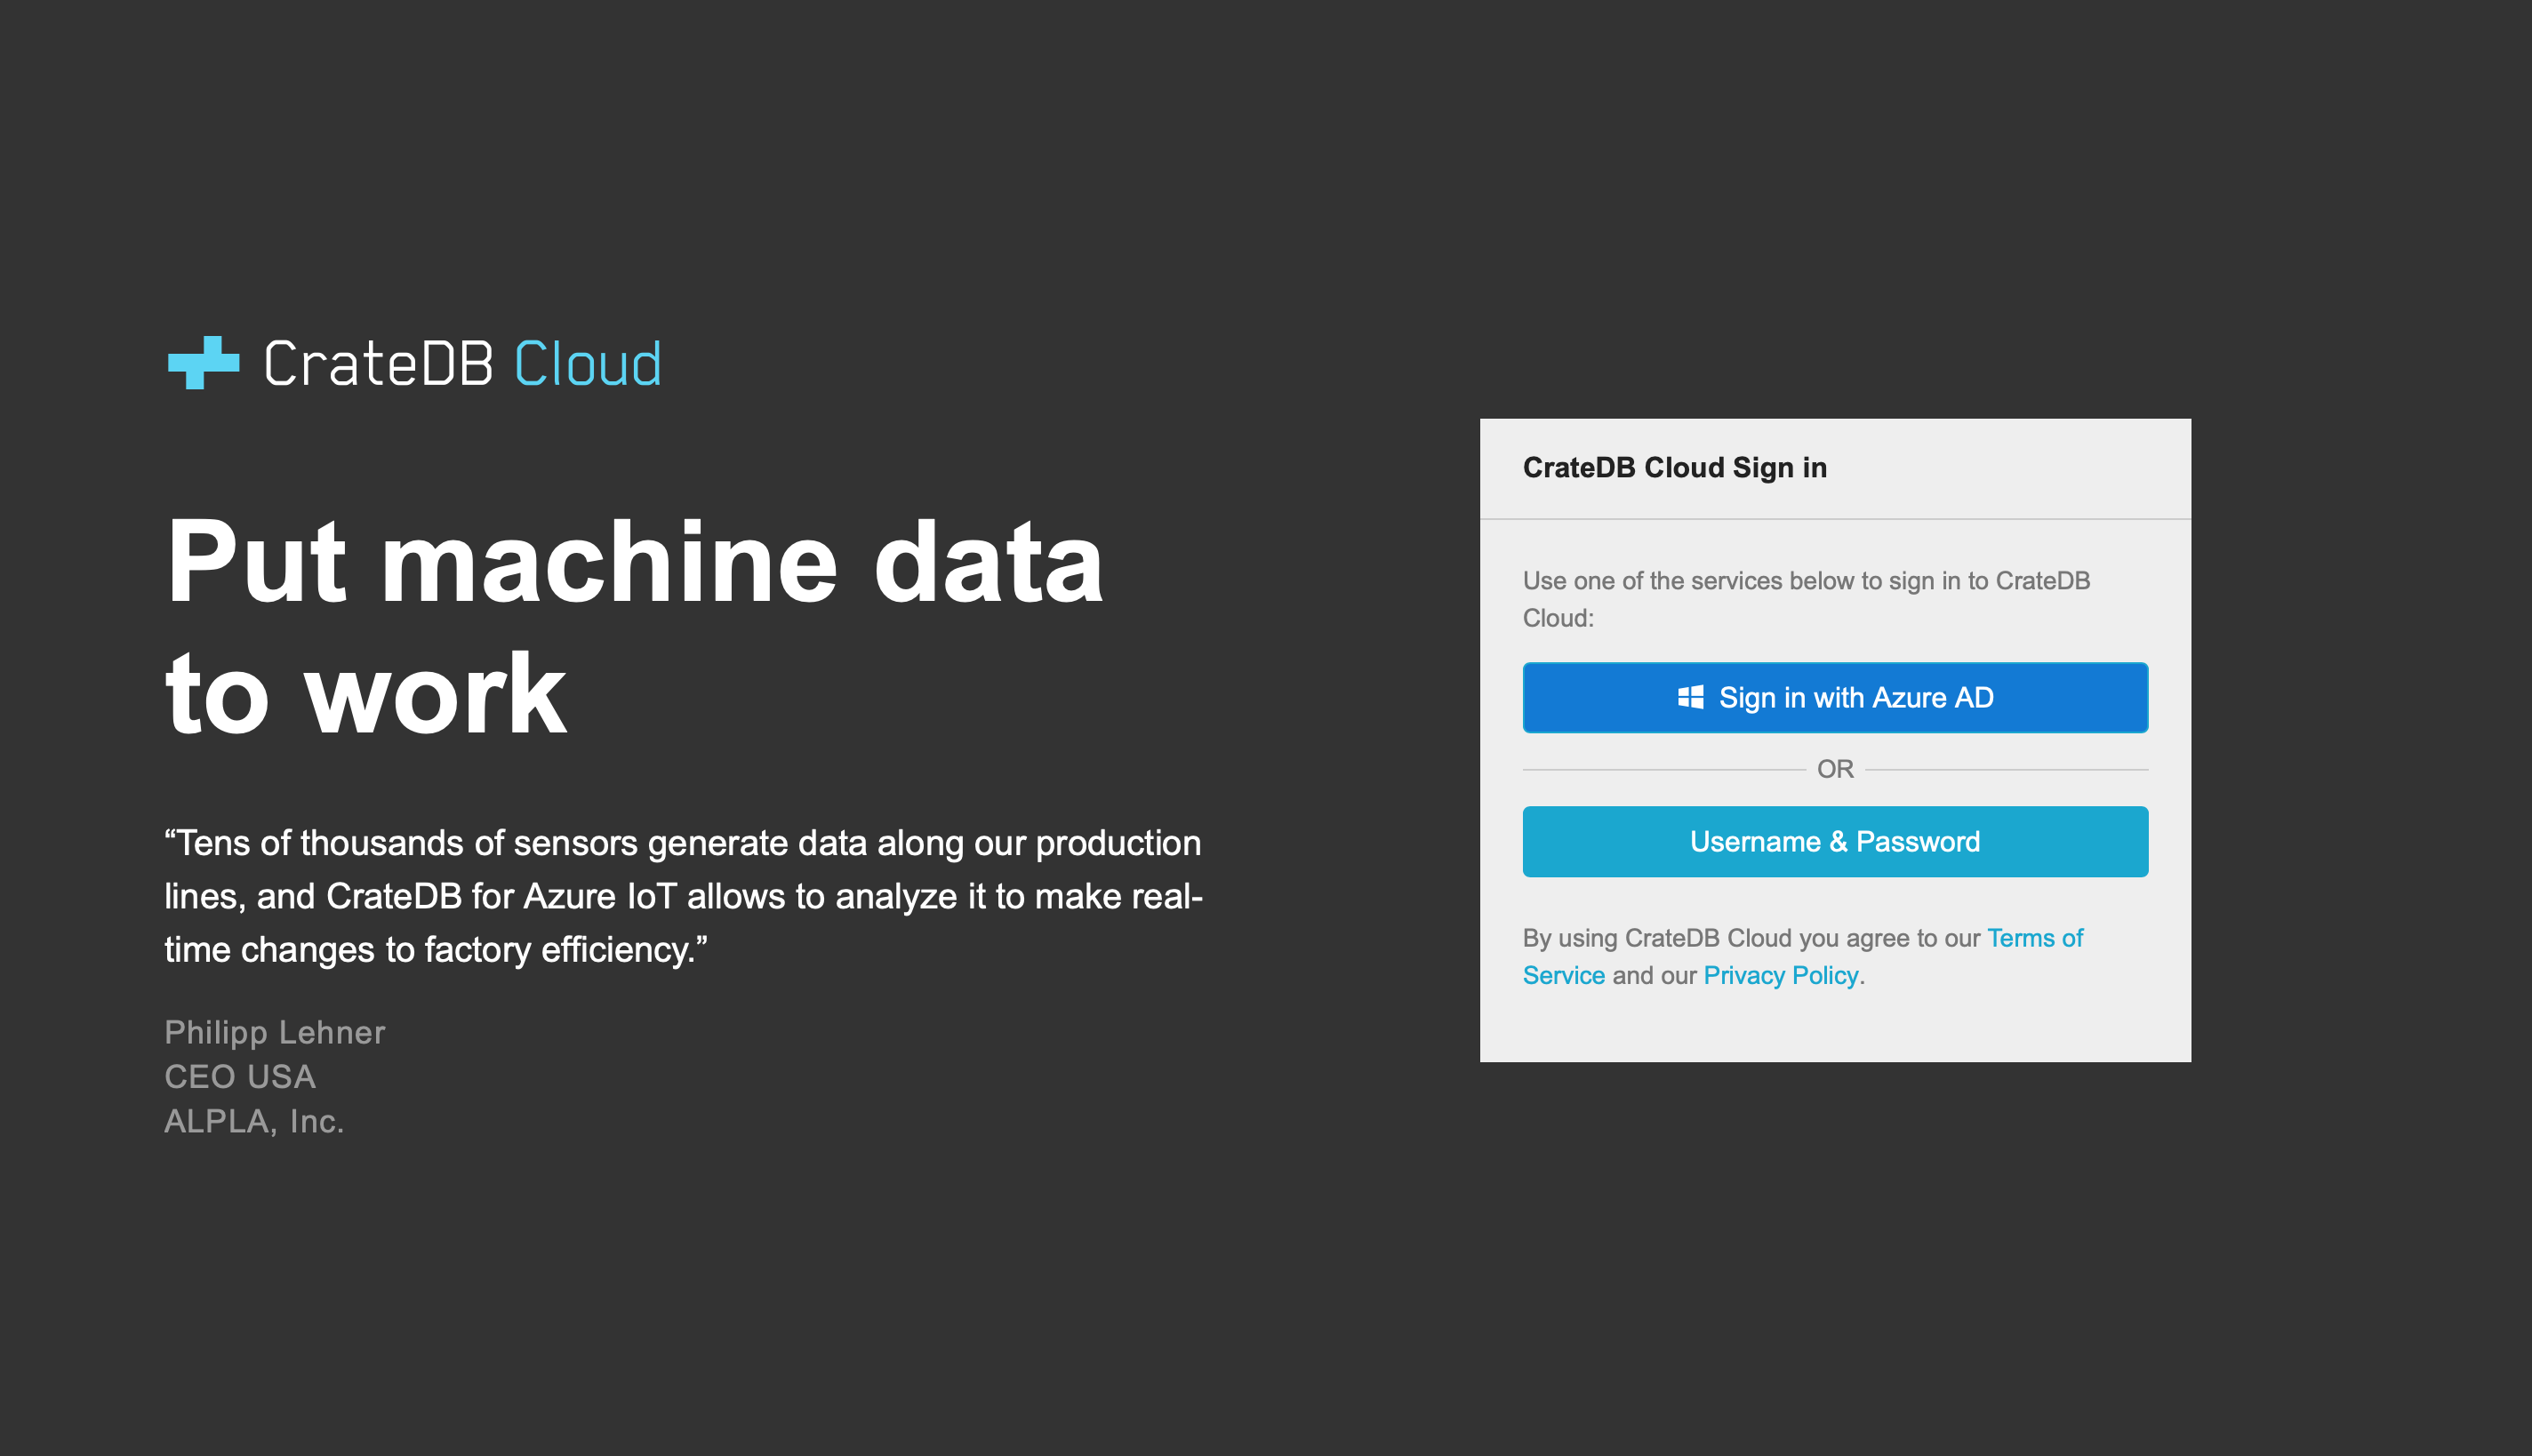 CrateDB Cloud
Put machine data
to work
“Tens of thousands of sensors generate data along our production
lines, and CrateDB for Azure IoT allows to analyze it to make real-
time changes to factory efficiency.”
Philipp Lehner
CEO USA
ALPLA, Inc.
CrateDB Cloud Sign in
Use one of the services below to sign in to CrateDB
Cloud:
Sign in with Azure AD
OR
Username & Password
By using CrateDB Cloud you agree to our Terms of
Service and our Privacy Policy.